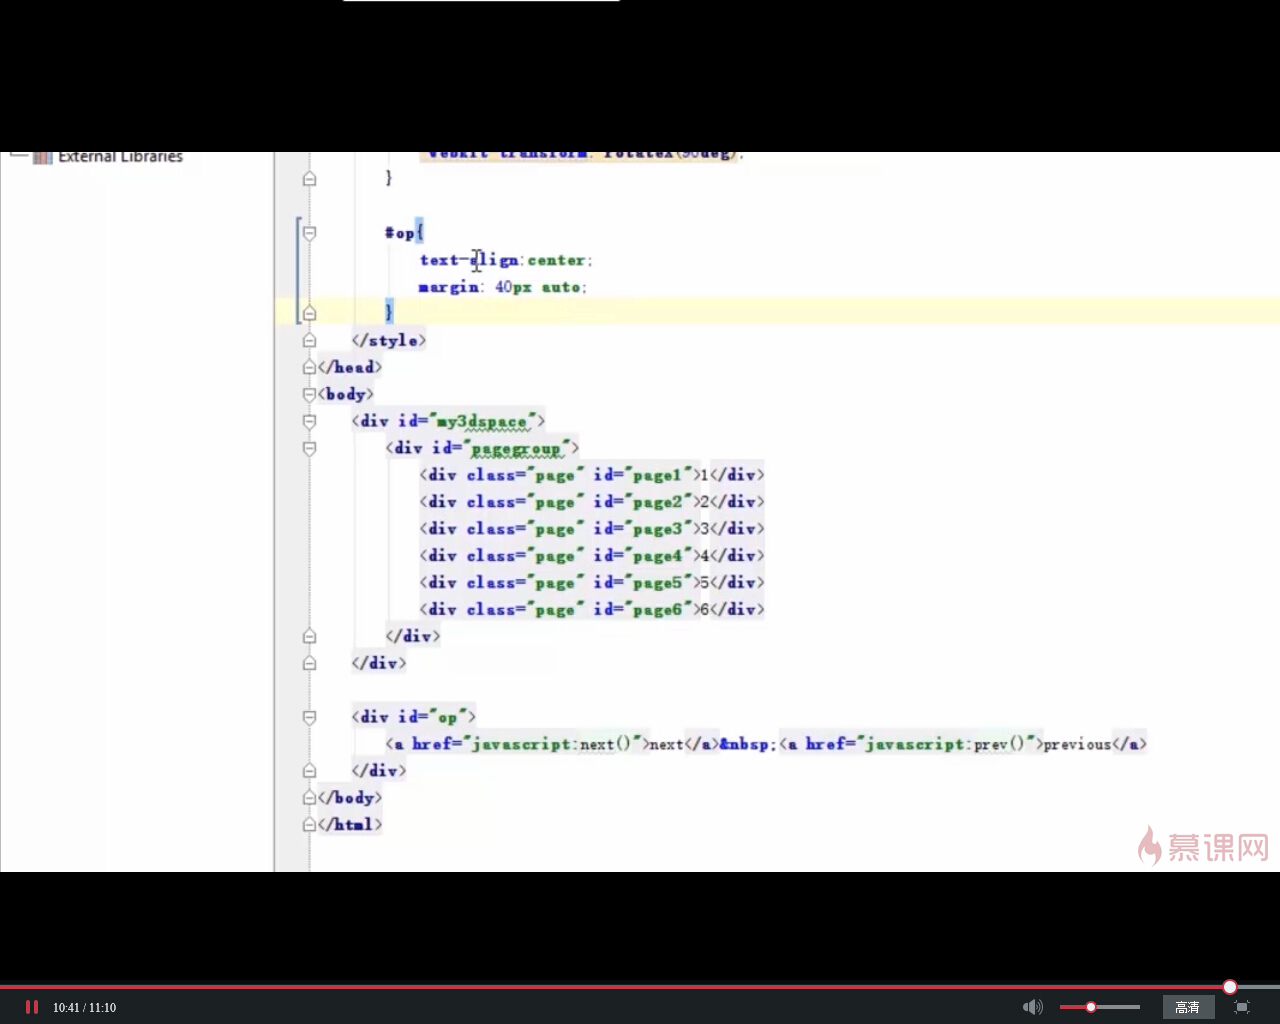 External Libraries
-webkit-transform: rotatex(90deg);
}
#op{
text-align:center;
margin: 40px auto;
}
</style>
</head>
<body>
<div id="my3dspace">
<div id="pagegroup">
<div class="page" id="page1">1</div>
<div class="page" id="page2">2</div>
<div class="page" id="page3">3</div>
<div class="page" id="page4">4</div>
<div class="page" id="page5">5</div>
<div class="page" id="page6">6</div>
</div>
</div>
<div id="op">
<a href="javascript:next()">next</a>&nbsp;<a href="javascript:prev()">previous</a>
</div>
</body>
</html>
慕课网
10:41 / 11:10
高清